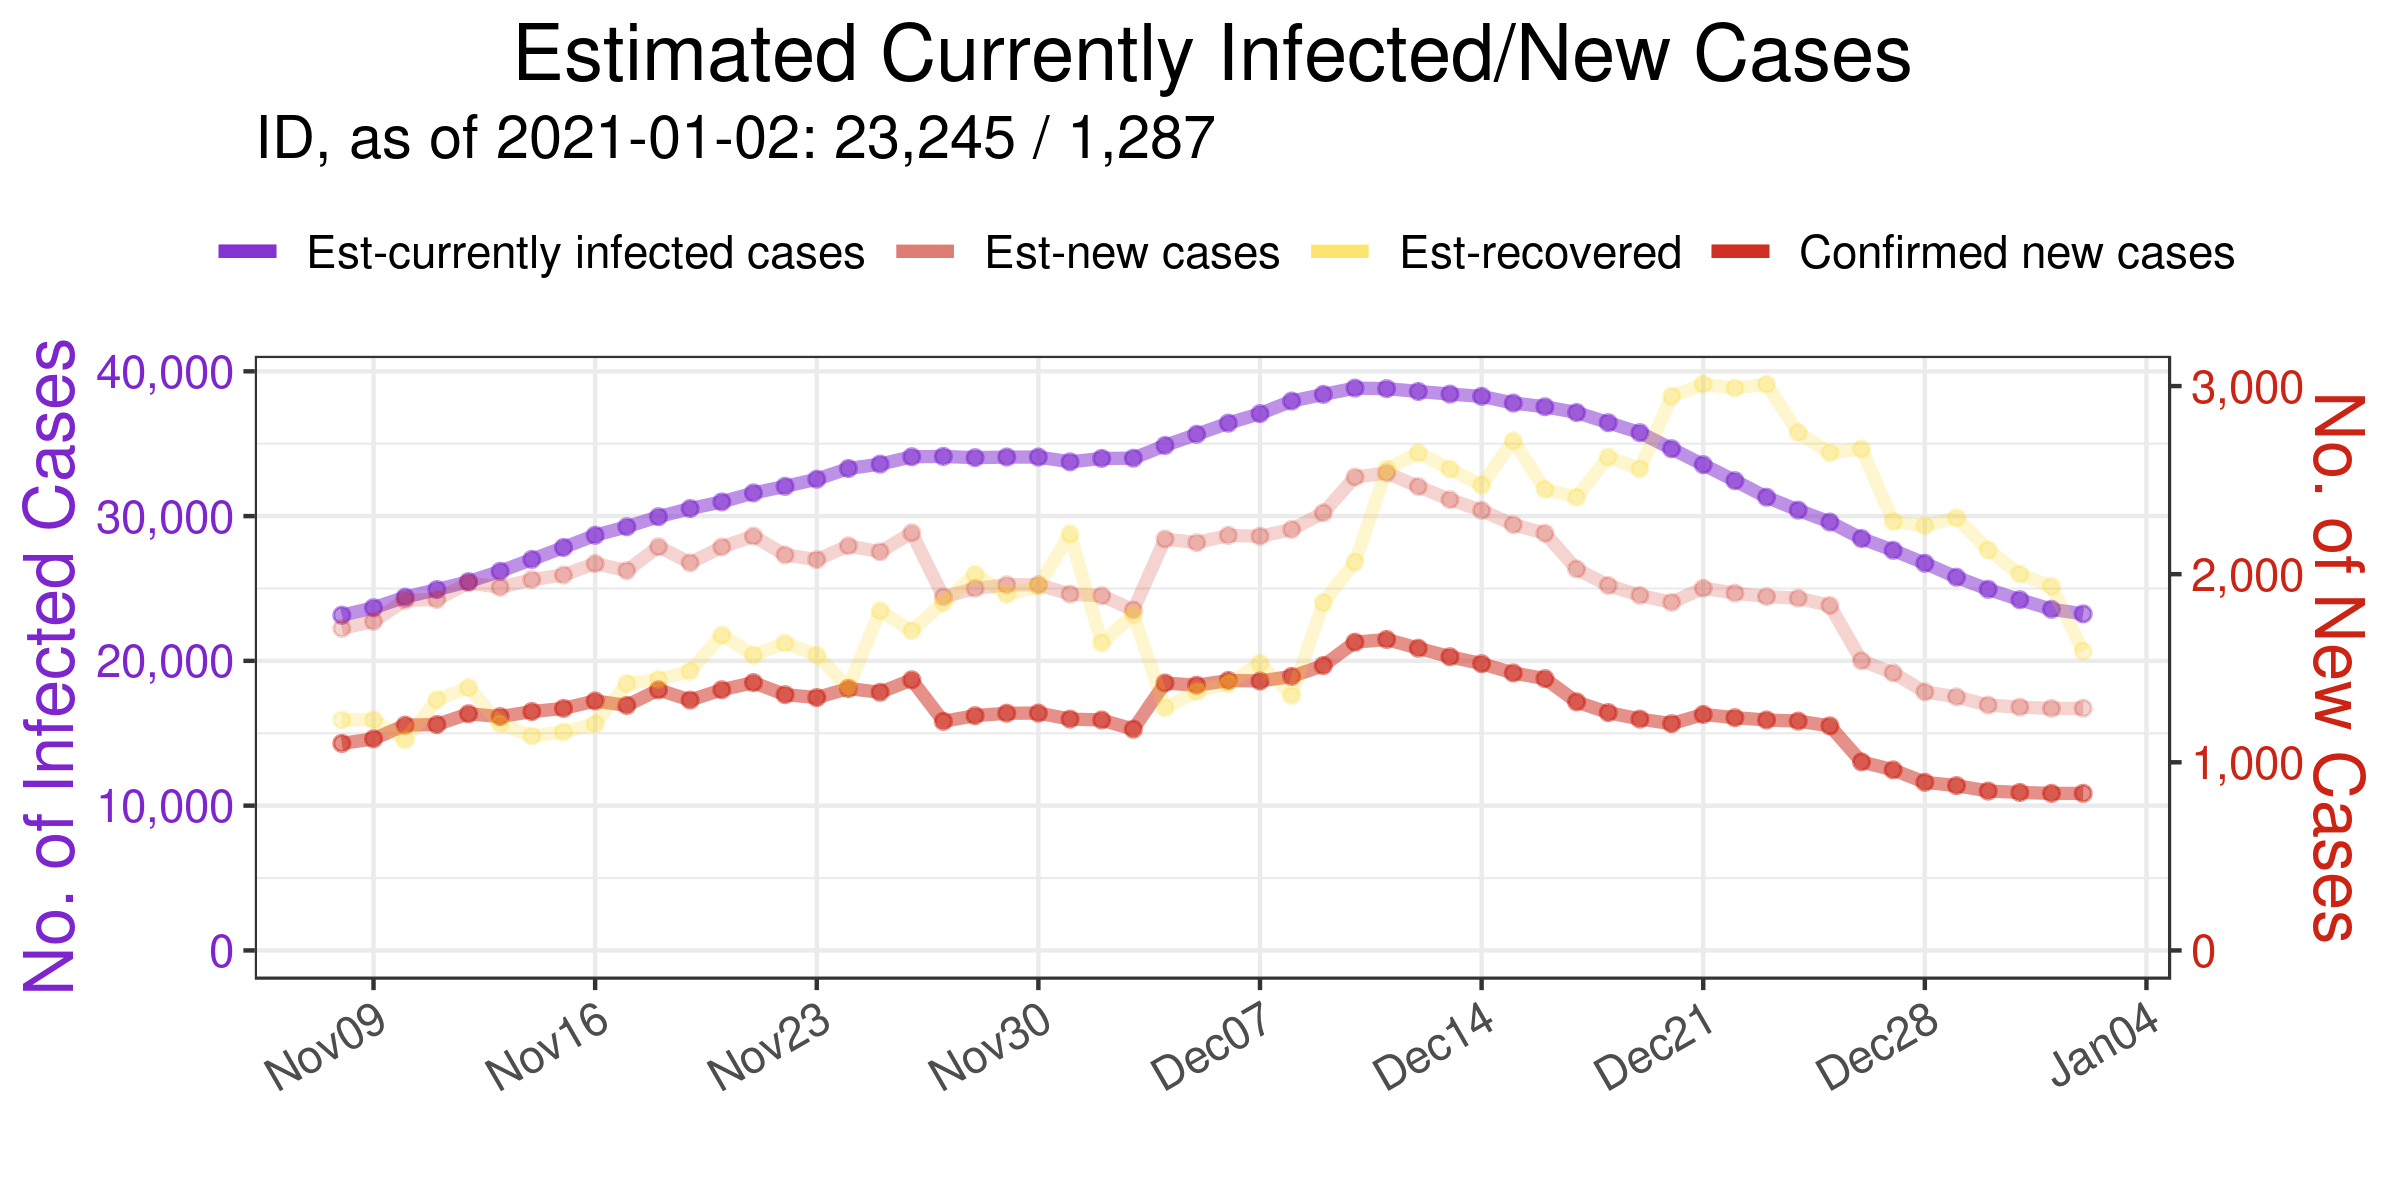 Estimated Currently Infected/New Cases
ID, as of 2021-01-02: 23,245 / 1,287
Est-currently infected cases Est-new cases Est-recovered Confirmed new cases
No. of Infected Cases
40,000
30,000
20,000
10,000
0
3,000
2,000
1,000
0
No. of New Cases
Nov09 Nov16 Nov23 Nov30 Dec07 Dec14 Dec21 Dec28 Jan04